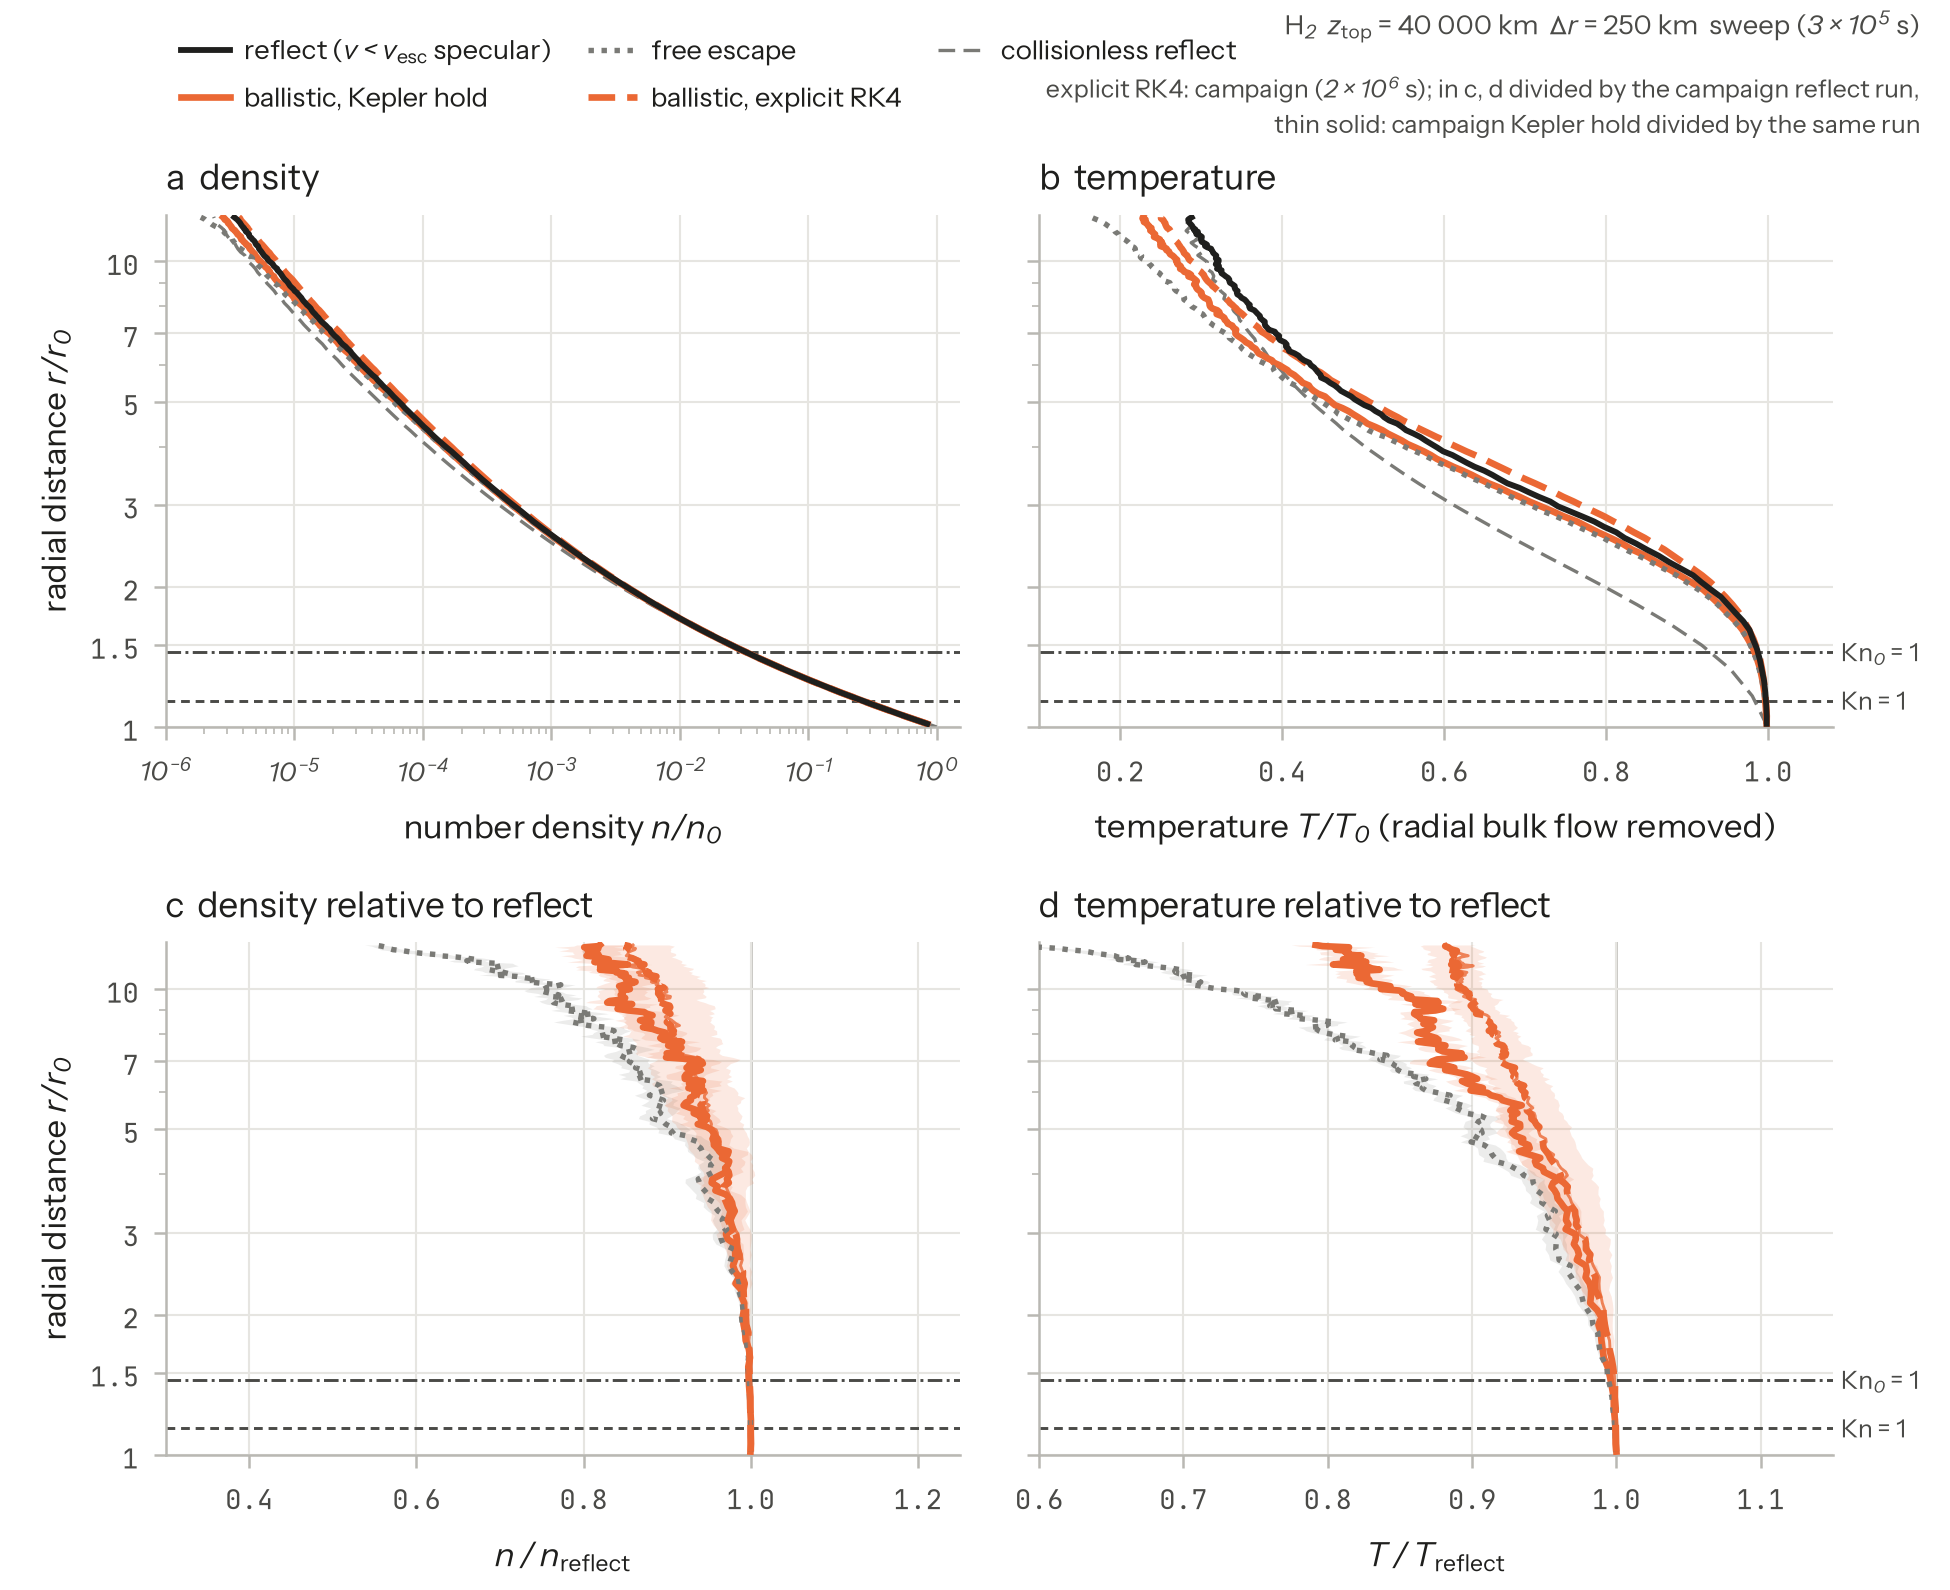 H₂ z_top = 40 000 km Δr = 250 km sweep (3 × 10⁵ s)
reflect (v < v_esc specular)
free escape
collisionless reflect
ballistic, Kepler hold
ballistic, explicit RK4
explicit RK4: campaign (2 × 10⁶ s); in c, d divided by the campaign reflect run,
thin solid: campaign Kepler hold divided by the same run
a density
radial distance r/r₀
10
7
5
3
2
1.5
1
10⁻⁶ 10⁻⁵ 10⁻⁴ 10⁻³ 10⁻² 10⁻¹ 10⁰
number density n/n₀
b temperature
Kn₀ = 1
Kn = 1
0.2 0.4 0.6 0.8 1.0
temperature T/T₀ (radial bulk flow removed)
c density relative to reflect
radial distance r/r₀
10
7
5
3
2
1.5
1
0.4 0.6 0.8 1.0 1.2
n / n_reflect
d temperature relative to reflect
Kn₀ = 1
Kn = 1
0.6 0.7 0.8 0.9 1.0 1.1
T / T_reflect